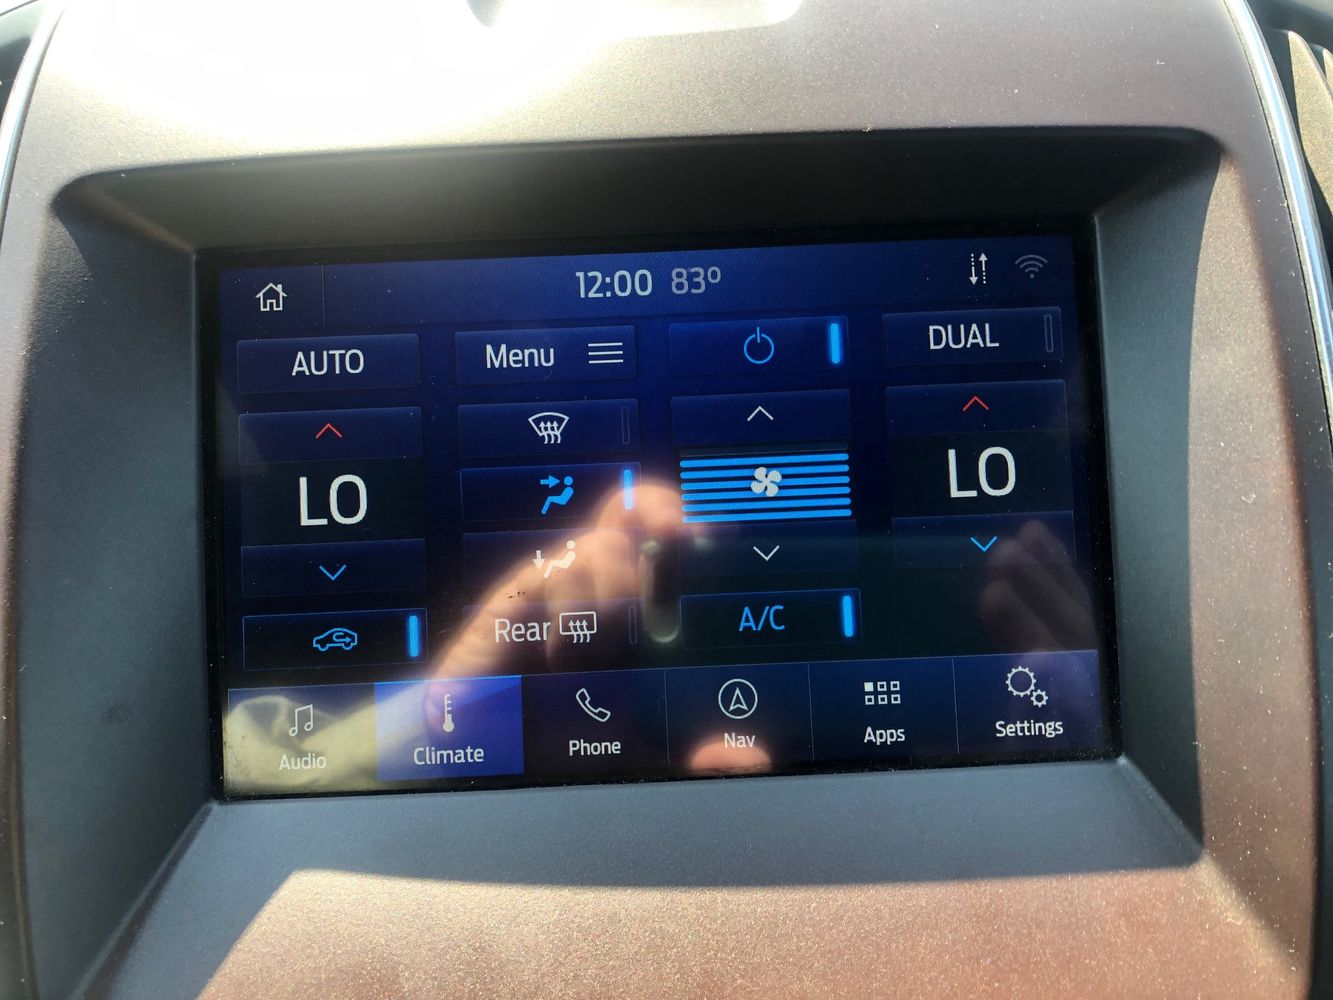 12:00 83°
AUTO
Menu
DUAL
LO
LO
Rear
A/C
Audio
Climate
Phone
Nav
Apps
Settings